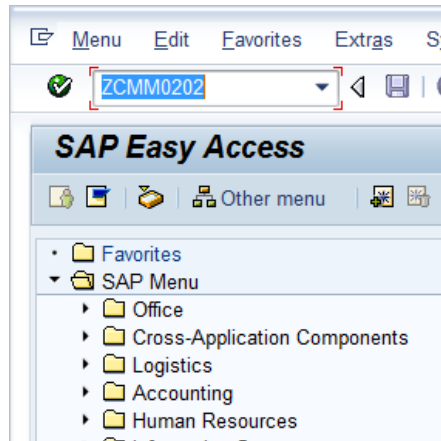 Menu Edit Favorites Extras
ZCMM0202
SAP Easy Access
Other menu
Favorites
SAP Menu
Office
Cross-Application Components
Logistics
Accounting
Human Resources